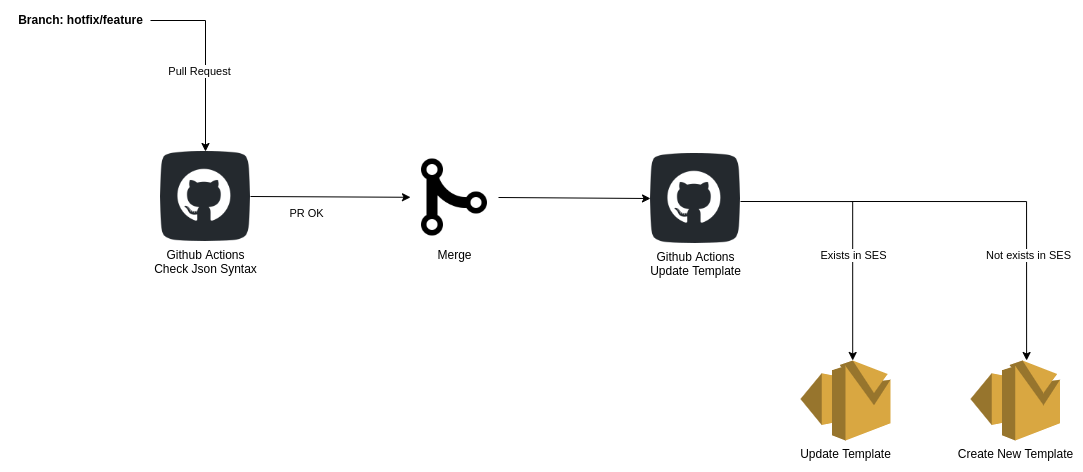 Branch: hotfix/feature
Pull Request
PR OK
Github Actions
Check Json Syntax
Merge
Github Actions
Update Template
Exists in SES
Not exists in SES
Update Template
Create New Template